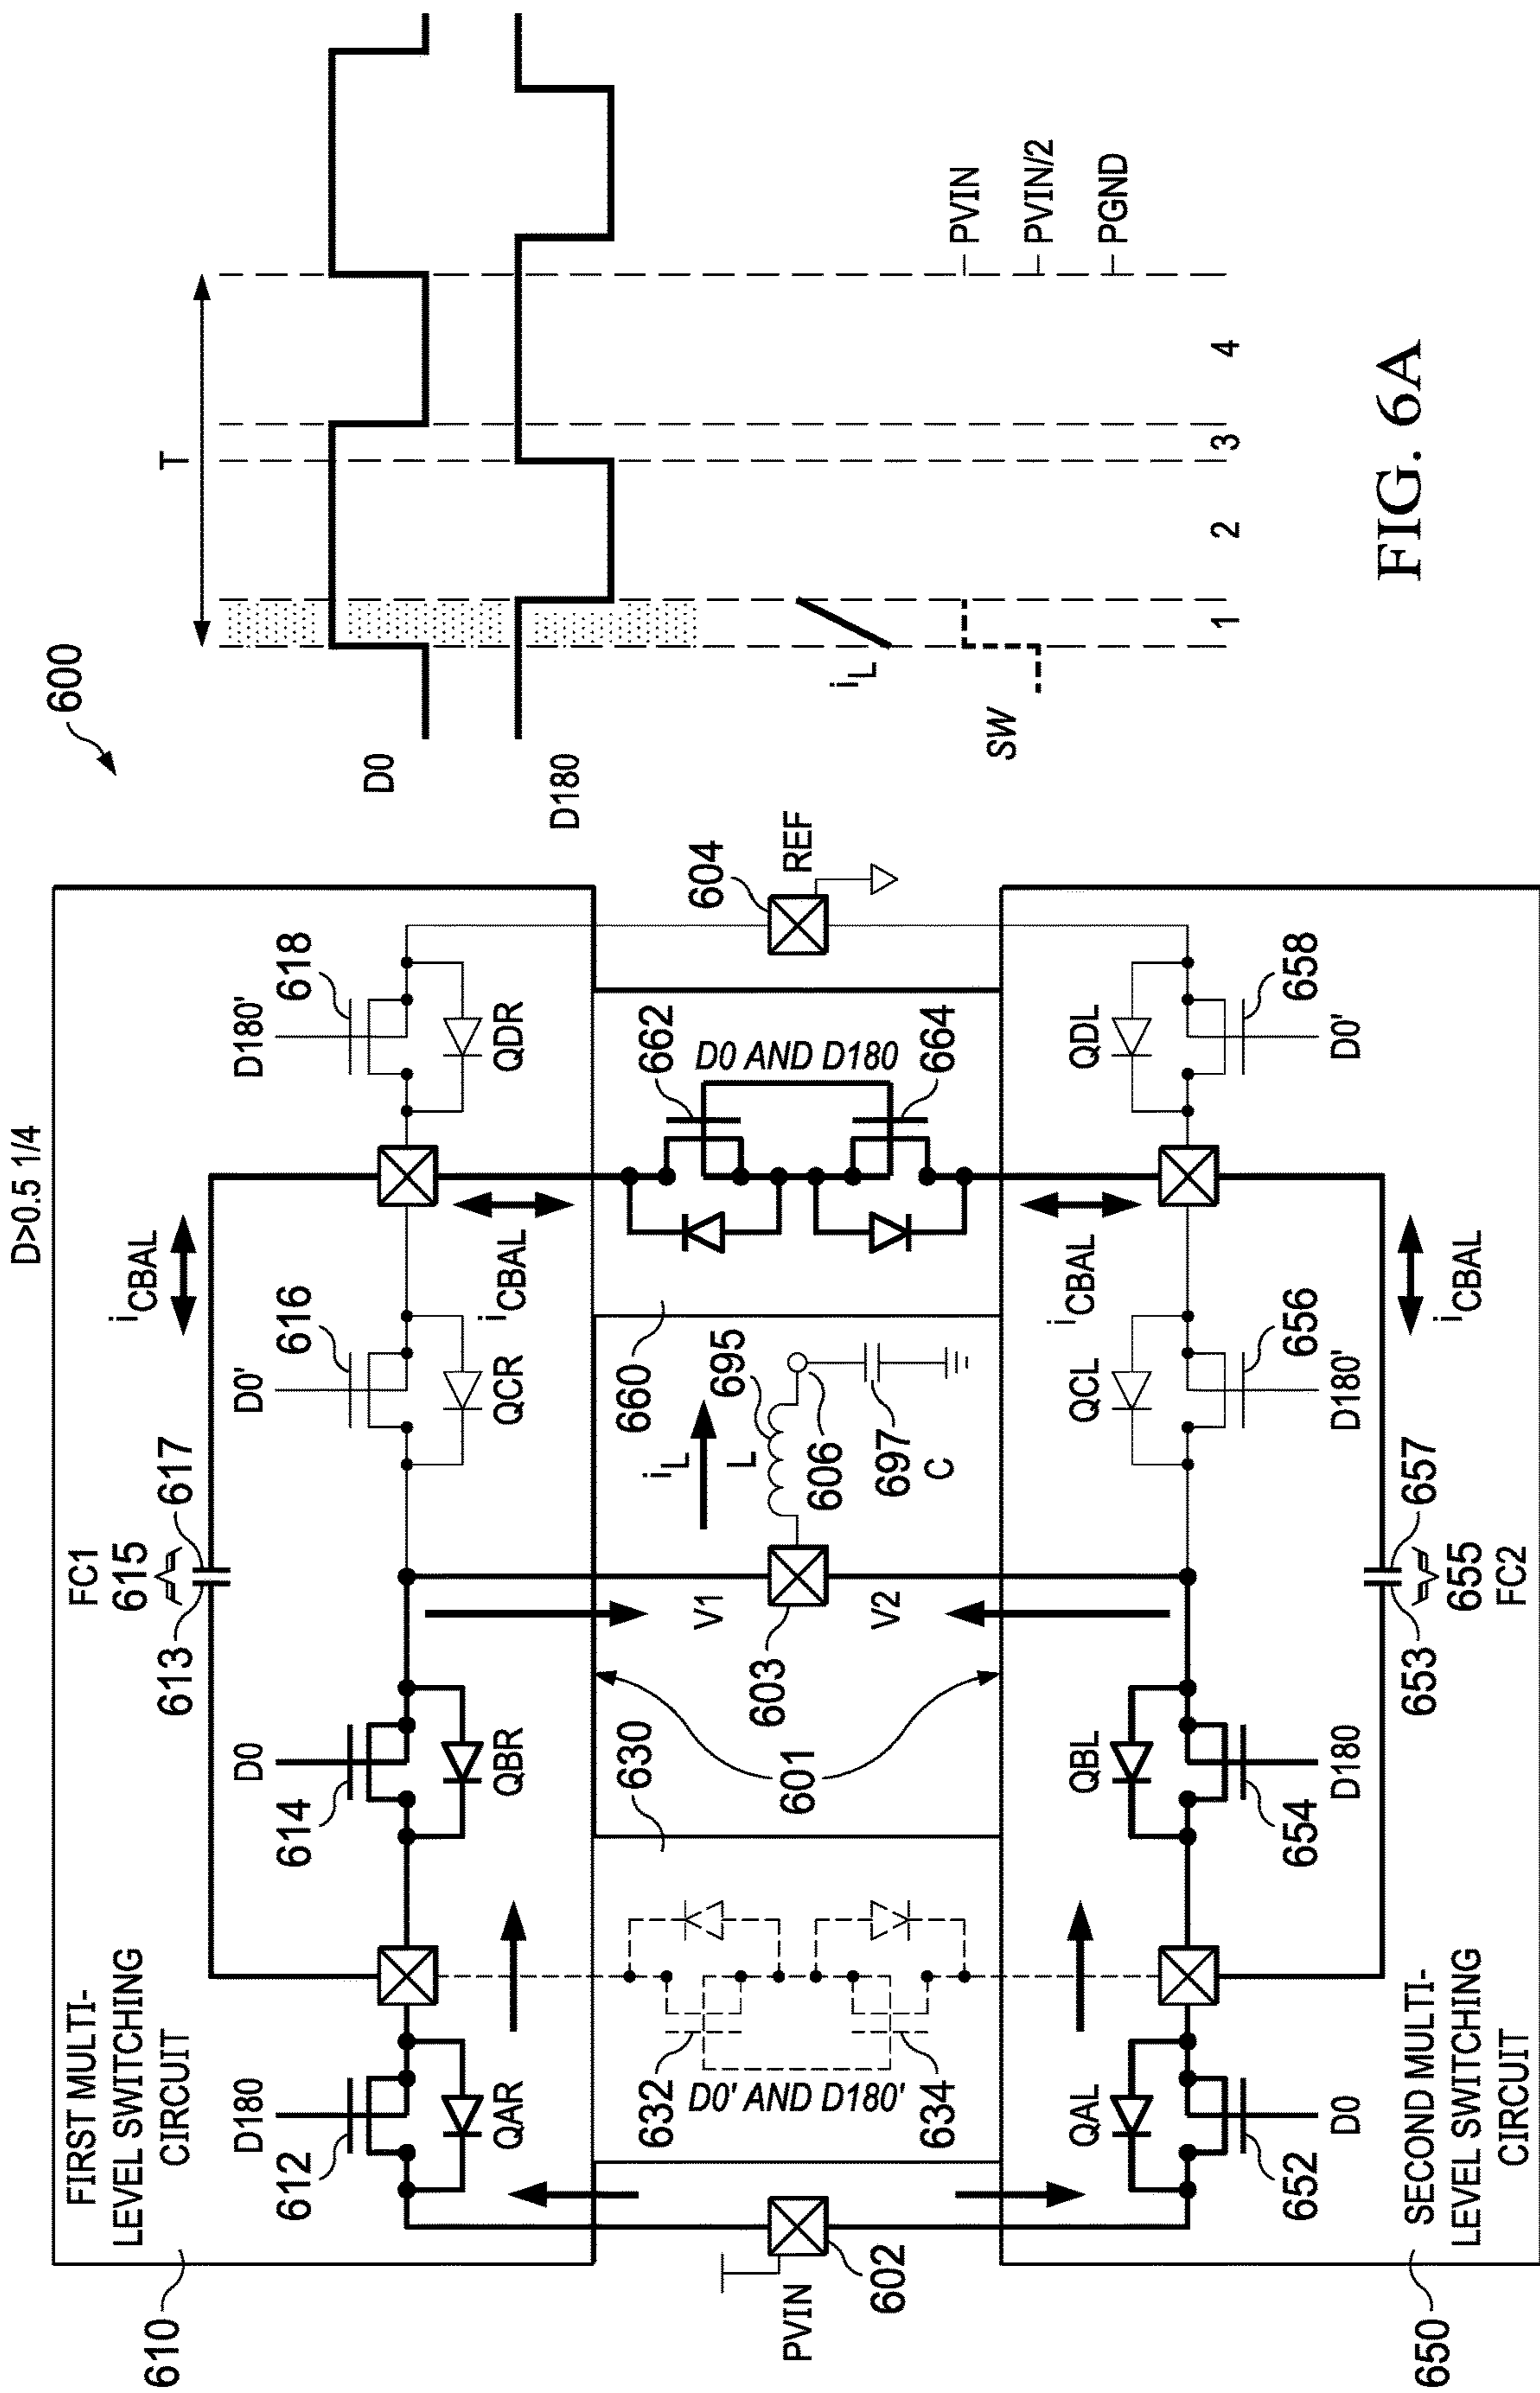 D>0.5 1/4
600
610
FIRST MULTI-
LEVEL SWITCHING
CIRCUIT
FC1
615
613
617
iCBAL
D180
612
QAR
D0
614
QBR
D0'
616
QCR
D180'
618
QDR
iCBAL
PVIN
602
630
632
D0' AND D180'
634
601
V1
603
V2
iL
L
695
606
697
C
660
662
D0 AND D180
664
604
REF
iCBAL
650
SECOND MULTI-
LEVEL SWITCHING
CIRCUIT
QAL
652
D0
QBL
654
D180
QCL
656
D180'
QDL
658
D0'
653
657
655
FC2
iCBAL
T
D0
D180
iL
SW
PVIN
PVIN/2
PGND
1
2
3
4
FIG. 6A